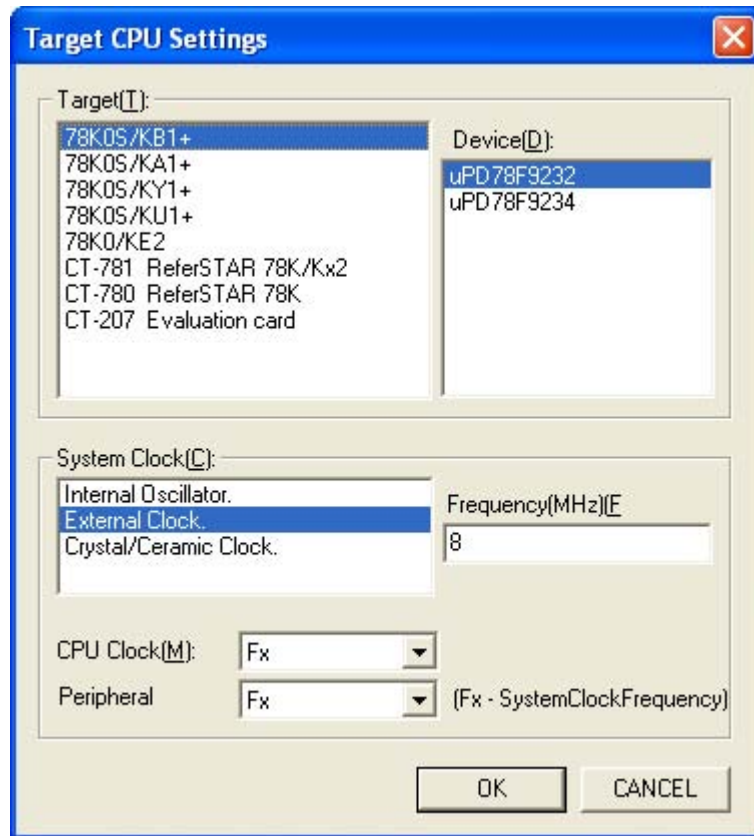 Target CPU Settings
Target(T):
78K0S/KB1+
78K0S/KA1+
78K0S/KY1+
78K0S/KU1+
78K0/KE2
CT-781 ReferSTAR 78K/Kx2
CT-780 ReferSTAR 78K
CT-207 Evaluation card
Device(D):
uPD78F9232
uPD78F9234
System Clock(C):
Internal Oscillator.
External Clock.
Crystal/Ceramic Clock.
Frequency(MHz)(F
8
CPU Clock(M):
Fx
Peripheral
Fx
(Fx - SystemClockFrequency)
OK
CANCEL